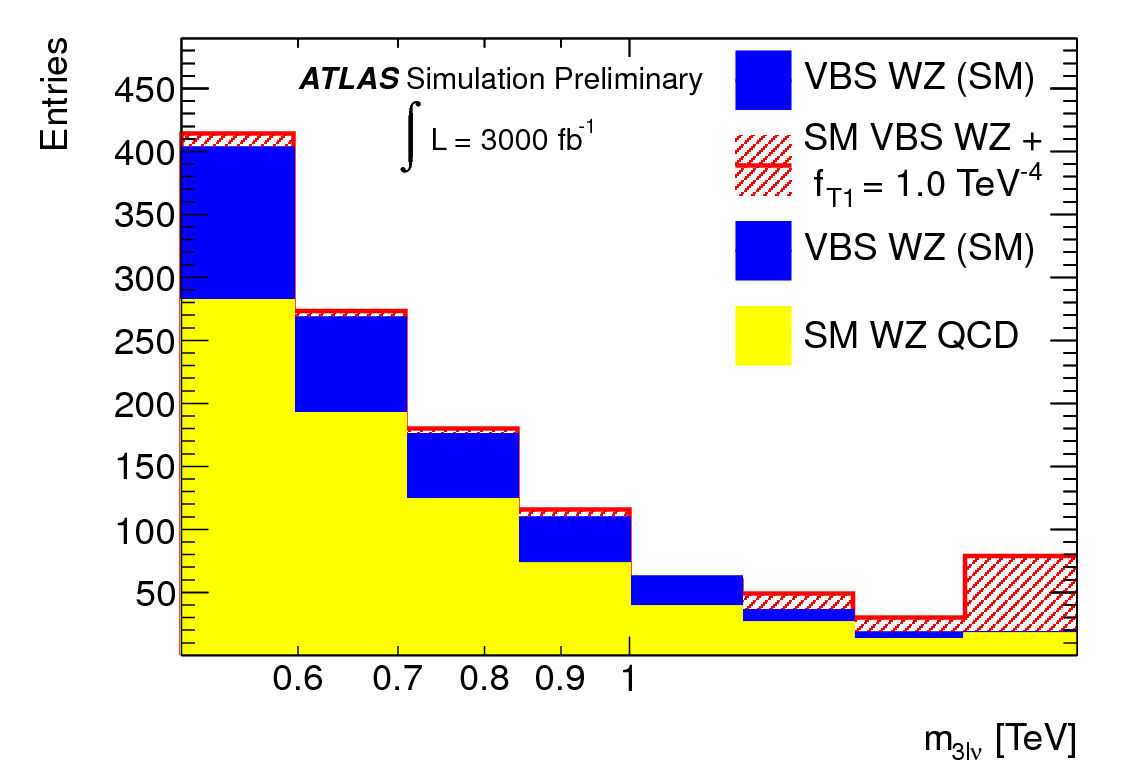 Entries
450
400
350
300
250
200
150
100
50
ATLAS Simulation Preliminary
∫ L = 3000 fb-1
VBS WZ (SM)
SM VBS WZ +
fT1 = 1.0 TeV-4
VBS WZ (SM)
SM WZ QCD
0.6 0.7 0.8 0.9 1
m3lν [TeV]